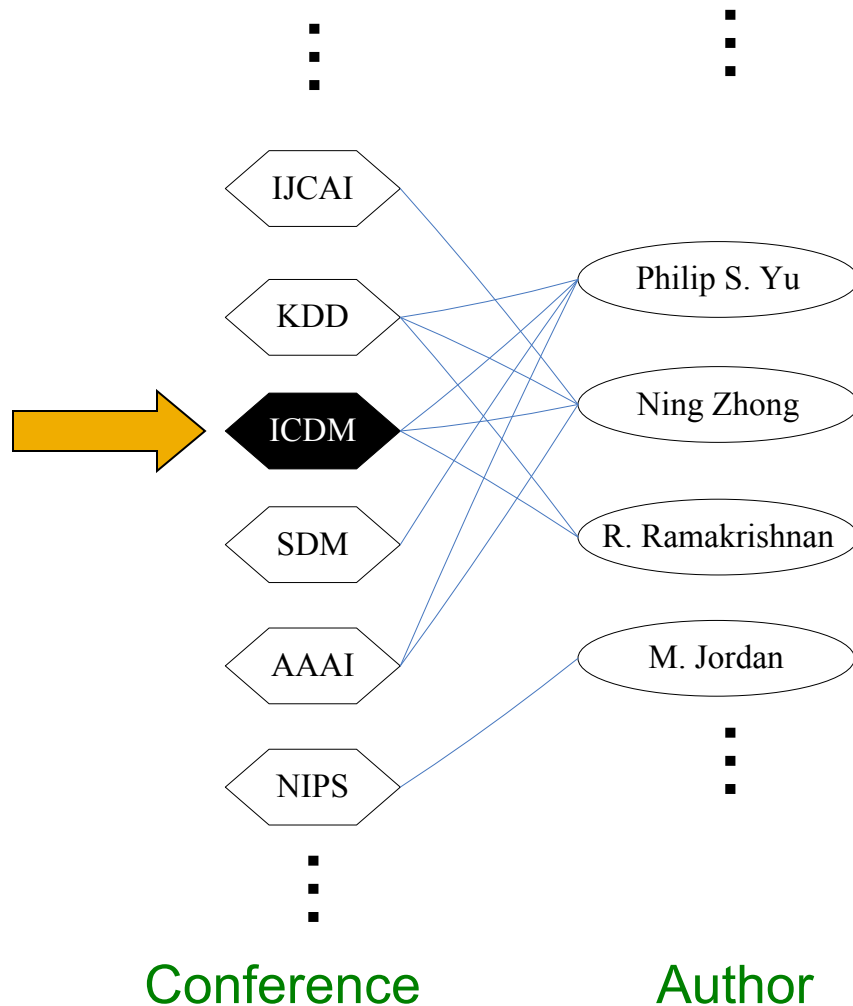 IJCAI
KDD
ICDM
SDM
AAAI
NIPS
Philip S. Yu
Ning Zhong
R. Ramakrishnan
M. Jordan
Conference
Author